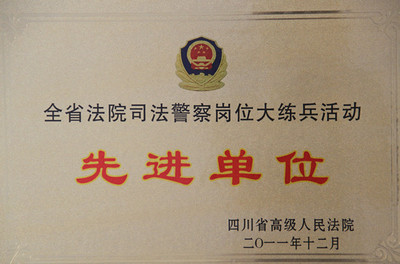 全省法院司法警察岗位大练兵活动
先进单位
四川省高级人民法院
二〇一一年十二月